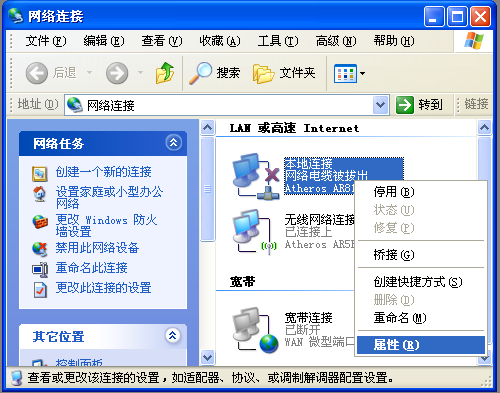 网络连接
文件(F) 编辑(E) 查看(V) 收藏(A) 工具(T) 高级(N) 帮助(H)
后退 搜索 文件夹
地址(D) 网络连接 转到 链接
网络任务
创建一个新的连接
设置家庭或小型办公
网络
更改 Windows 防火
墙设置
禁用此网络设备
重命名此连接
更改此连接的设置
其它位置
控制面板
LAN 或高速 Internet
本地连接
网络电缆被拔出
Atheros AR81
无线网络连接
已连接上
Atheros AR5B
宽带
宽带连接
已断开
WAN 微型端口
停用(B)
状态(U)
修复(P)
桥接(G)
创建快捷方式(S)
删除(D)
重命名(M)
属性(R)
查看或更改该连接的设置，如适配器、协议、或调制解调器配置设置。